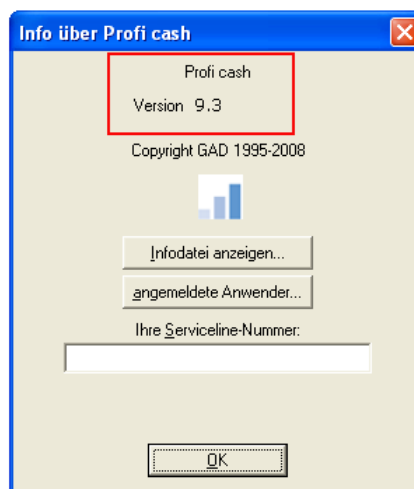 Info über Profi cash
Profi cash
Version 9.3
Copyright GAD 1995-2008
Infodatei anzeigen...
angemeldete Anwender...
Ihre Serviceline-Nummer:
OK